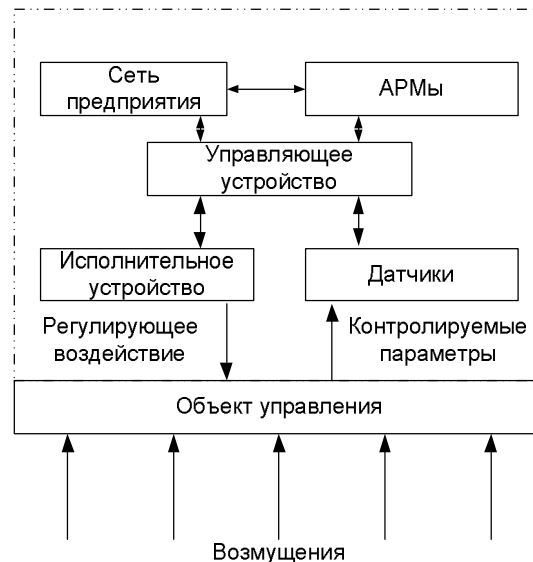 Сеть
предприятия
АРМы
Управляющее
устройство
Исполнительное
устройство
Датчики
Регулирующее
воздействие
Контролируемые
параметры
Объект управления
Возмущения